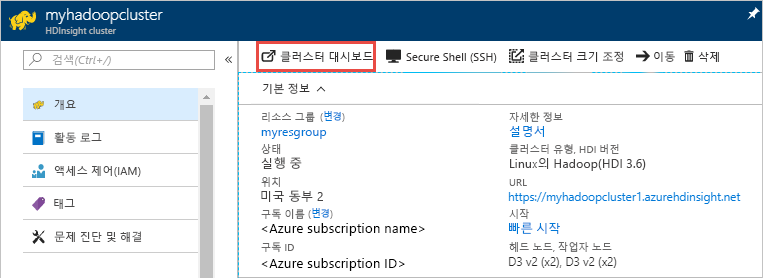 myhadoopcluster
HDInsight cluster
검색(Ctrl+/)
개요
활동 로그
액세스 제어(IAM)
태그
문제 진단 및 해결
클러스터 대시보드 Secure Shell (SSH) 클러스터 크기 조정 이동 삭제
기본 정보
리소스 그룹 (변경)
myresgroup
상태
실행 중
위치
미국 동부 2
구독 이름 (변경)
<Azure subscription name>
구독 ID
<Azure subscription ID>
자세한 정보
설명서
클러스터 유형, HDI 버전
Linux의 Hadoop(HDI 3.6)
URL
https://myhadoopcluster1.azurehdinsight.net
시작
빠른 시작
헤드 노드, 작업자 노드
D3 v2 (x2), D3 v2 (x2)